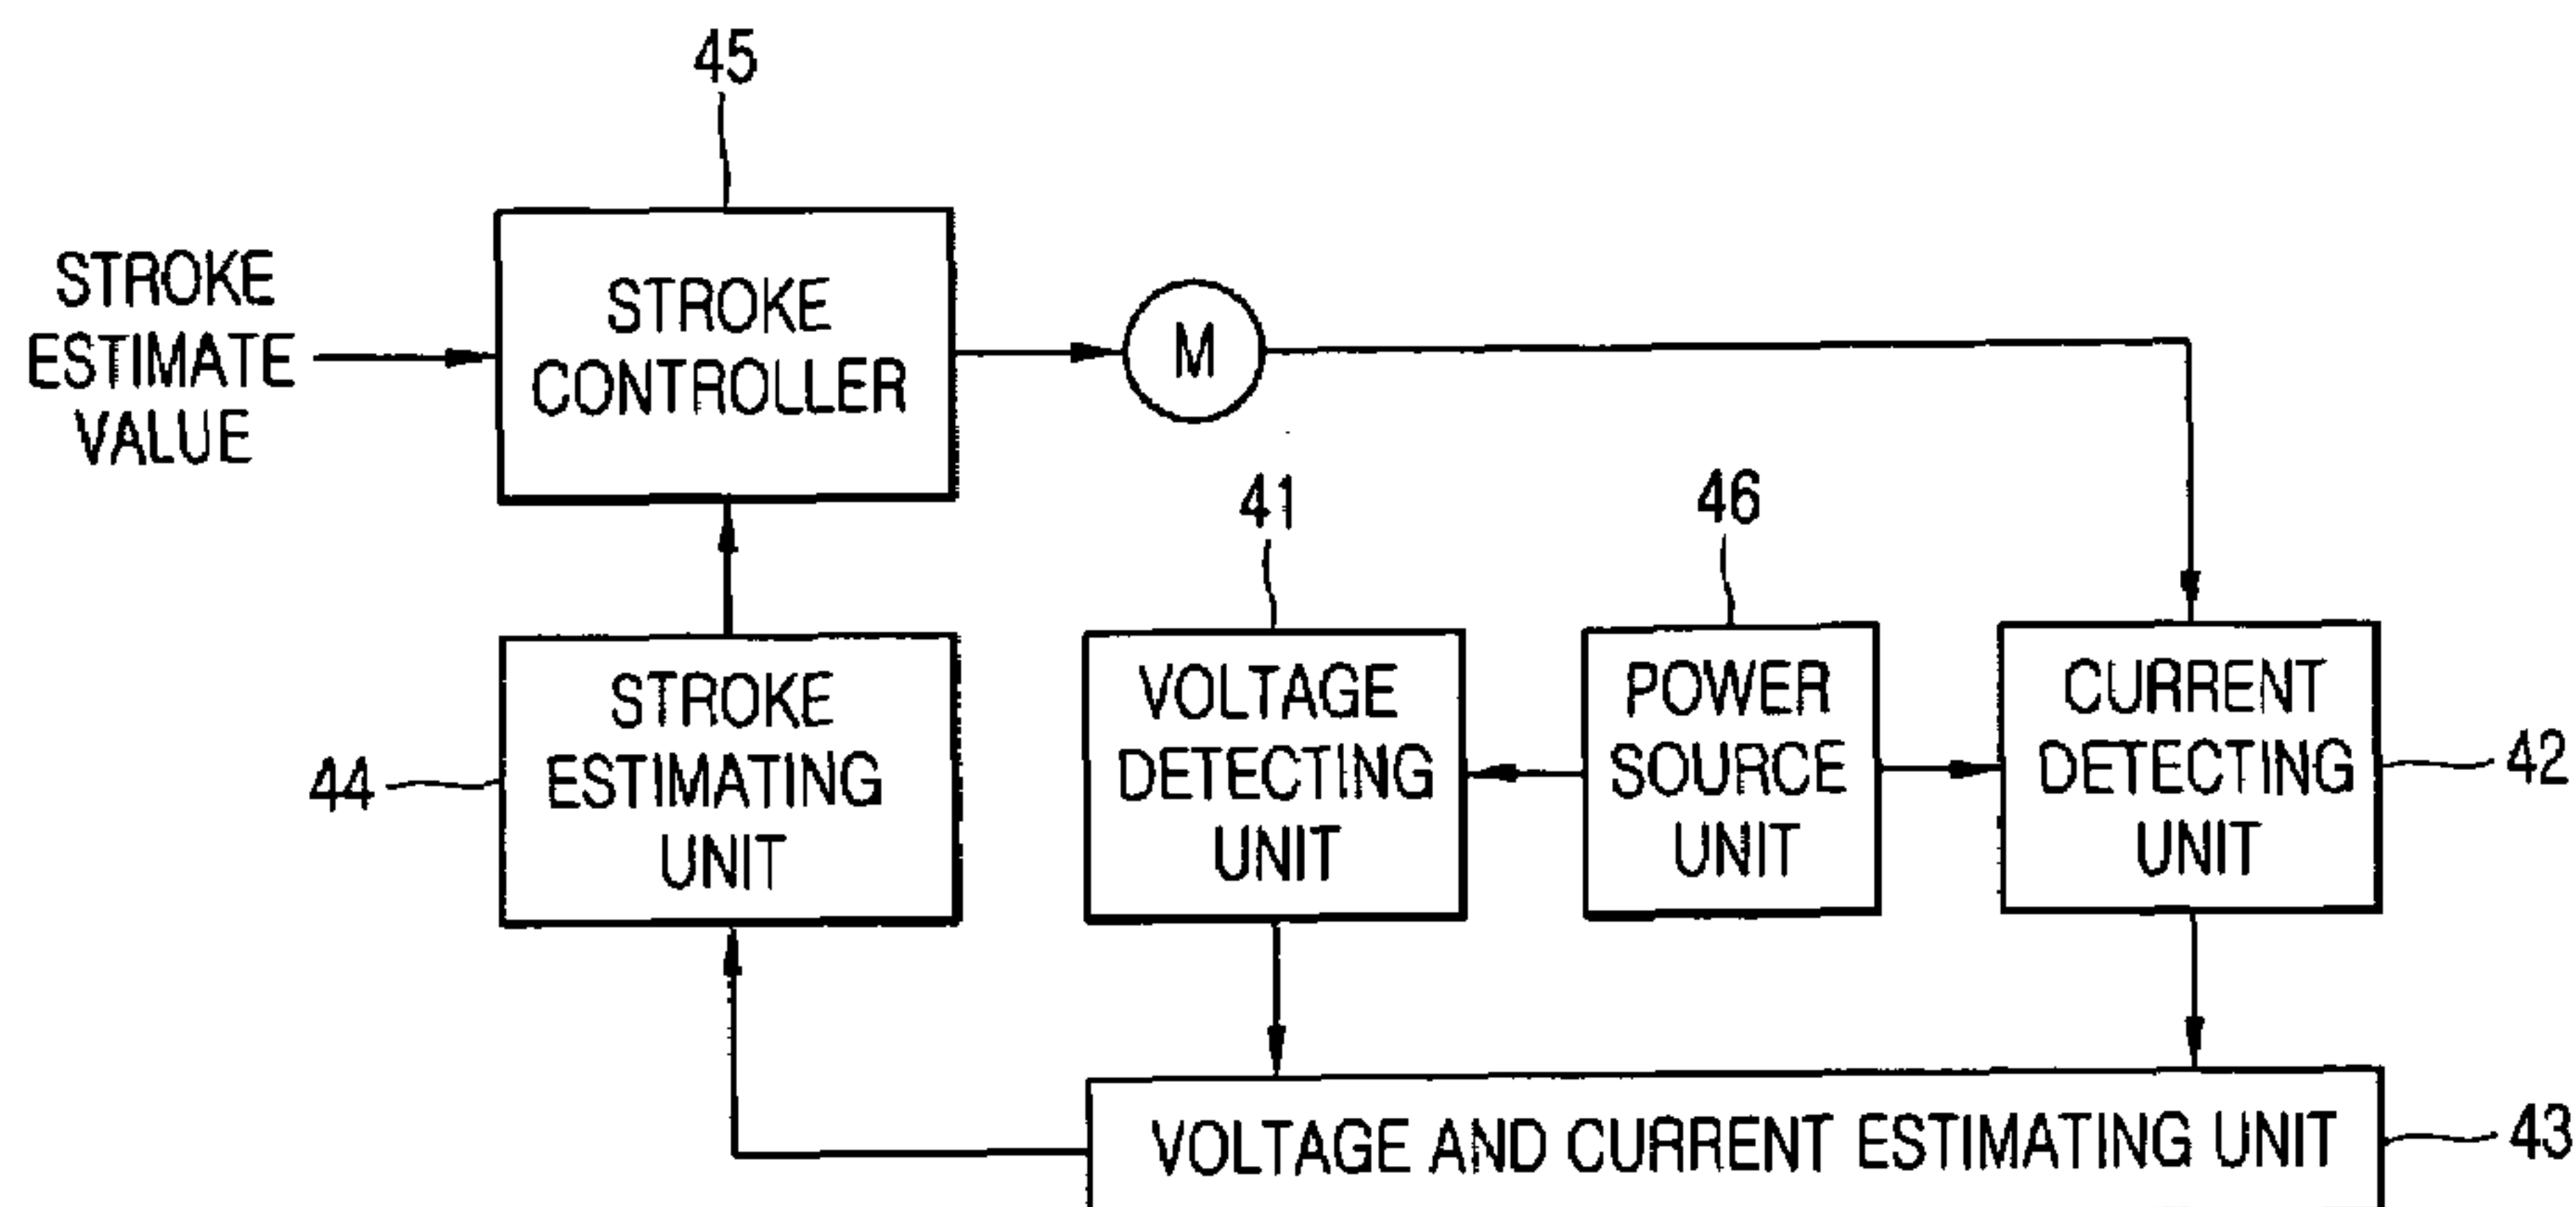 45
STROKE
ESTIMATE
VALUE
STROKE
CONTROLLER
M
41
46
44
STROKE
ESTIMATING
UNIT
VOLTAGE
DETECTING
UNIT
POWER
SOURCE
UNIT
CURRENT
DETECTING
UNIT
42
VOLTAGE AND CURRENT ESTIMATING UNIT
43